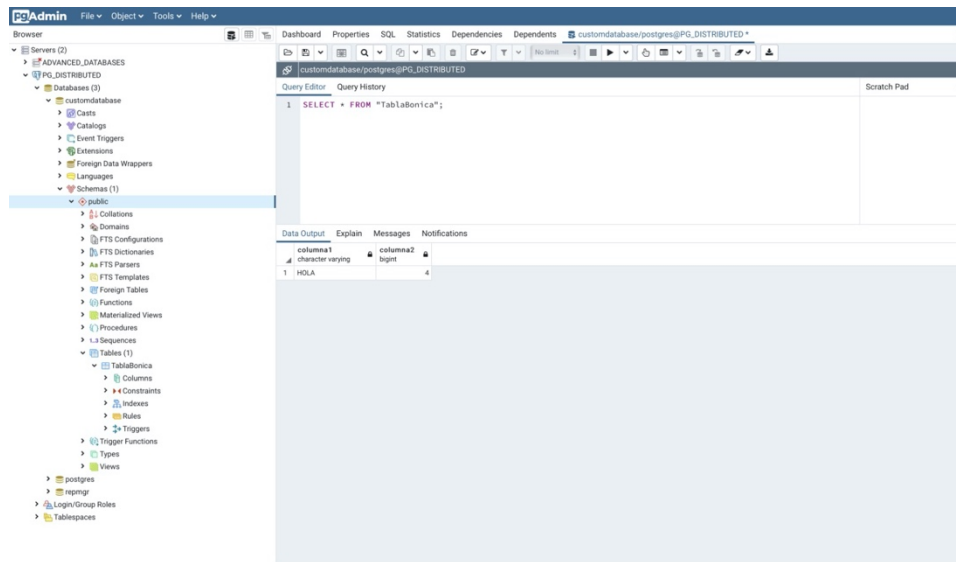 pgAdmin File Object Tools Help
Browser
Dashboard Properties SQL Statistics Dependencies Dependents customdatabase/postgres@PG_DISTRIBUTED *
Servers (2)
ADVANCED_DATABASES
PG_DISTRIBUTED
Databases (3)
customdatabase
Casts
Catalogs
Event Triggers
Extensions
Foreign Data Wrappers
Languages
Schemas (1)
public
Collations
Domains
FTS Configurations
FTS Dictionaries
FTS Parsers
FTS Templates
Foreign Tables
Functions
Materialized Views
Procedures
Sequences
Tables (1)
TablaBonica
Columns
Constraints
Indexes
Rules
Triggers
Trigger Functions
Types
Views
postgres
repmgr
Login/Group Roles
Tablespaces
No limit
customdatabase/postgres@PG_DISTRIBUTED
Query Editor Query History Scratch Pad
1 SELECT * FROM "TablaBonica";
Data Output Explain Messages Notifications
columna1 columna2
character varying bigint
1 HOLA 4